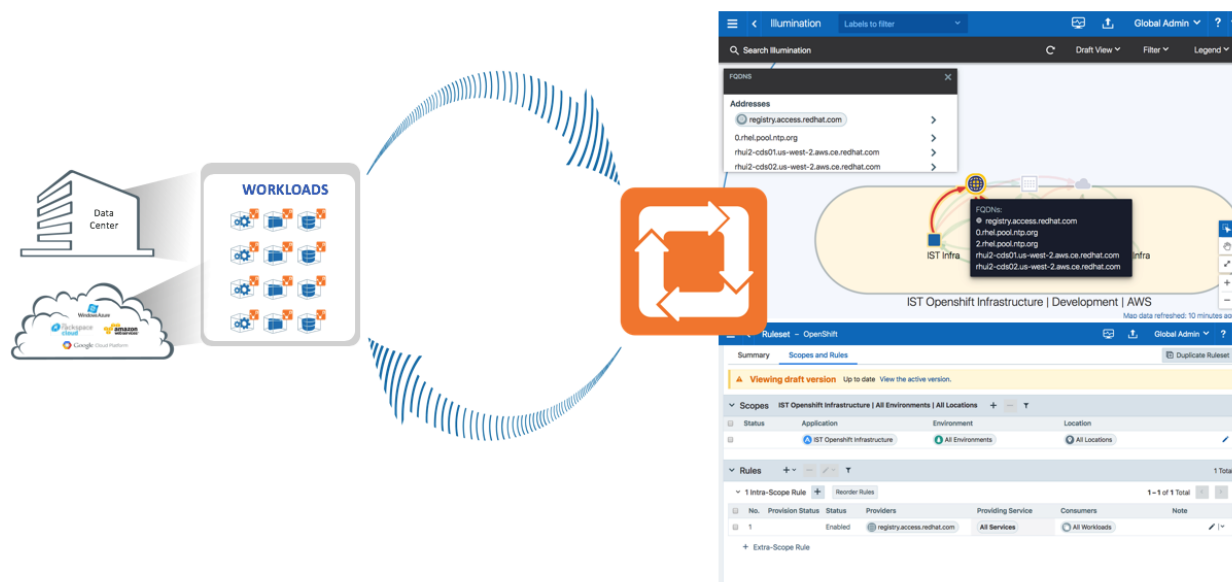 Data
Center
WindowsAzure
rackspace
cloud
amazon
webservices
Google Cloud Platform
WORKLOADS
Illumination
Labels to filter
Global Admin
?
Search Illumination
Draft View
Filter
Legend
FQDNS
Addresses
registry.access.redhat.com
0.rhel.pool.ntp.org
rhui2-cds01.us-west-2.aws.ce.redhat.com
rhui2-cds02.us-west-2.aws.ce.redhat.com
FQDNs:
registry.access.redhat.com
0.rhel.pool.ntp.org
2.rhel.pool.ntp.org
rhui2-cds01.us-west-2.aws.ce.redhat.com
rhui2-cds02.us-west-2.aws.ce.redhat.com
IST Infra
Infra
IST Openshift Infrastructure | Development | AWS
Map data refreshed: 10 minutes ago
Ruleset – OpenShift
Global Admin
?
Summary
Scopes and Rules
Duplicate Ruleset
Viewing draft version Up to date View the active version.
Scopes IST Openshift Infrastructure | All Environments | All Locations
Status Application Environment Location
IST Openshift Infrastructure All Environments All Locations
Rules
1 Total
1 Intra-Scope Rule Reorder Rules 1–1 of 1 Total
No. Provision Status Status Providers Providing Service Consumers Note
1 Enabled registry.access.redhat.com All Services All Workloads
+ Extra-Scope Rule